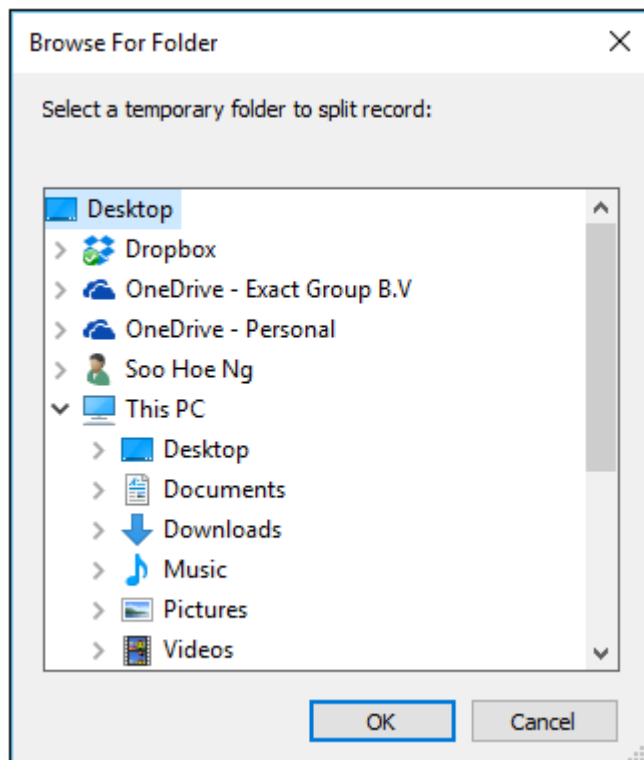 Browse For Folder
Select a temporary folder to split record:
Desktop
Dropbox
OneDrive - Exact Group B.V
OneDrive - Personal
Soo Hoe Ng
This PC
Desktop
Documents
Downloads
Music
Pictures
Videos
OK Cancel